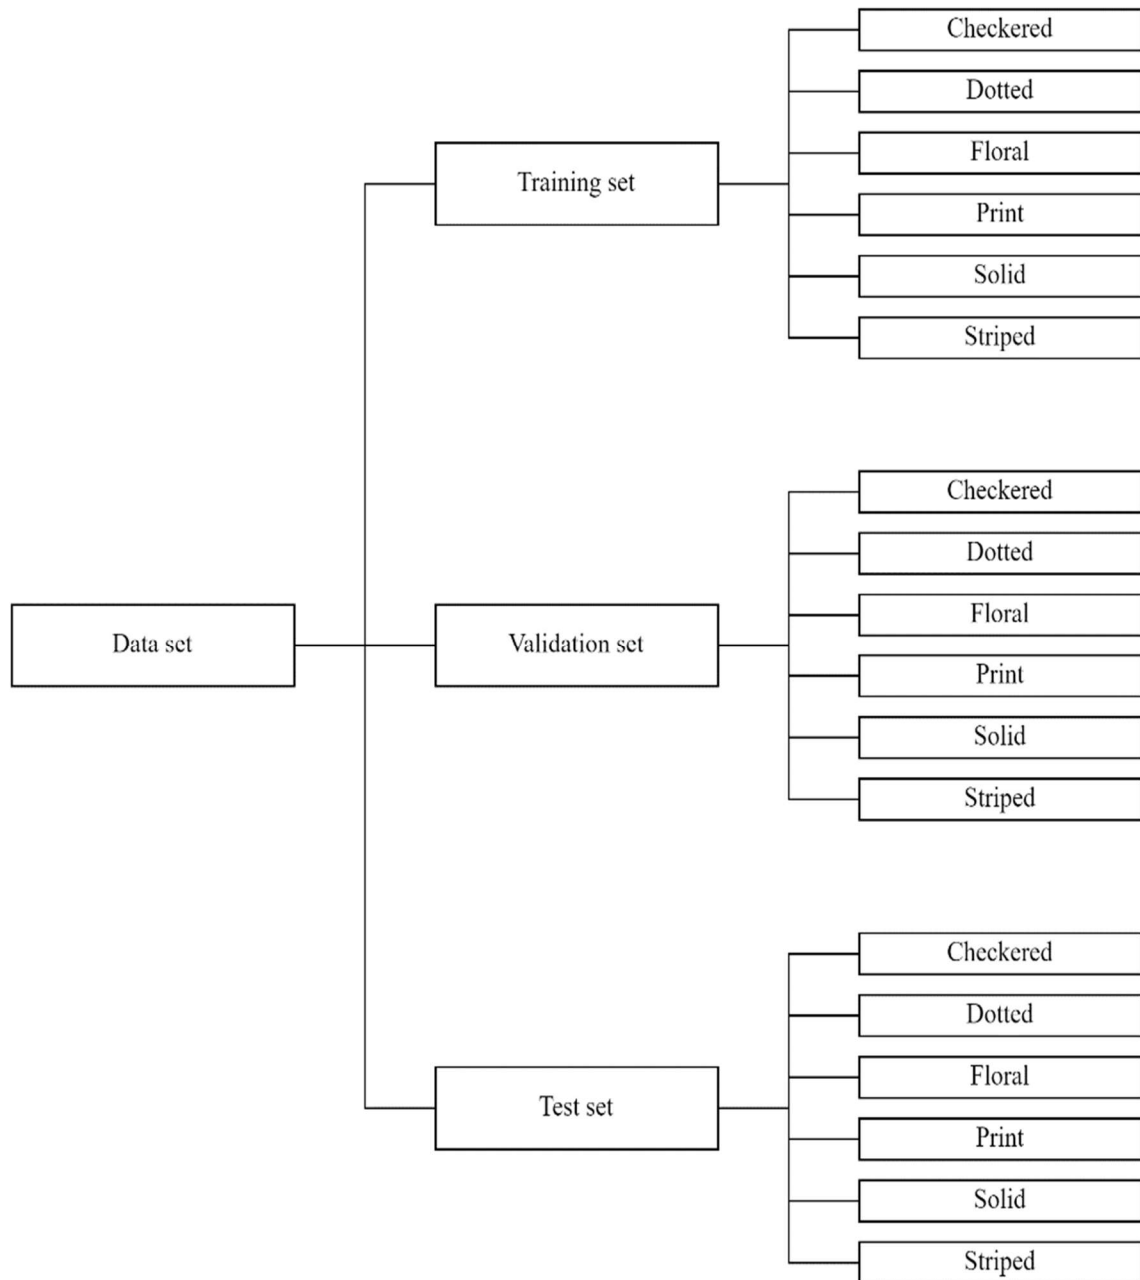 Data set
Training set
Checkered
Dotted
Floral
Print
Solid
Striped
Validation set
Checkered
Dotted
Floral
Print
Solid
Striped
Test set
Checkered
Dotted
Floral
Print
Solid
Striped